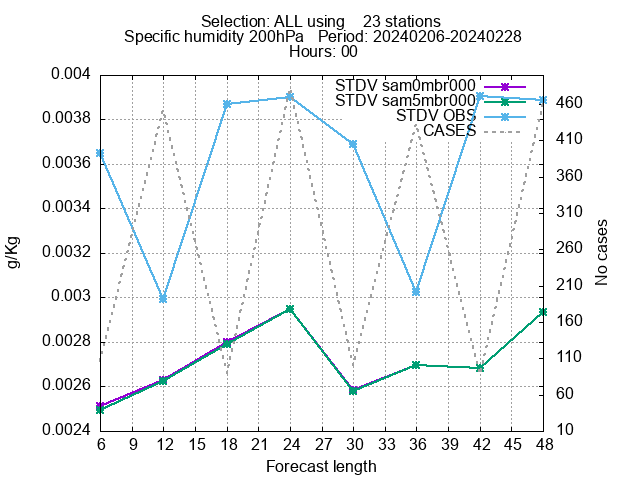 Selection: ALL using    23 stations
Specific humidity 200hPa   Period: 20240206-20240228
Hours: 00
STDV sam0mbr000
STDV sam5mbr000
STDV OBS
CASES
0.004
0.0038
0.0036
0.0034
0.0032
0.003
0.0028
0.0026
0.0024
g/Kg
460
410
360
310
260
210
160
110
60
10
No cases
6 12 15 18 21 24 27 30 33 36 39 42 45 48
Forecast length